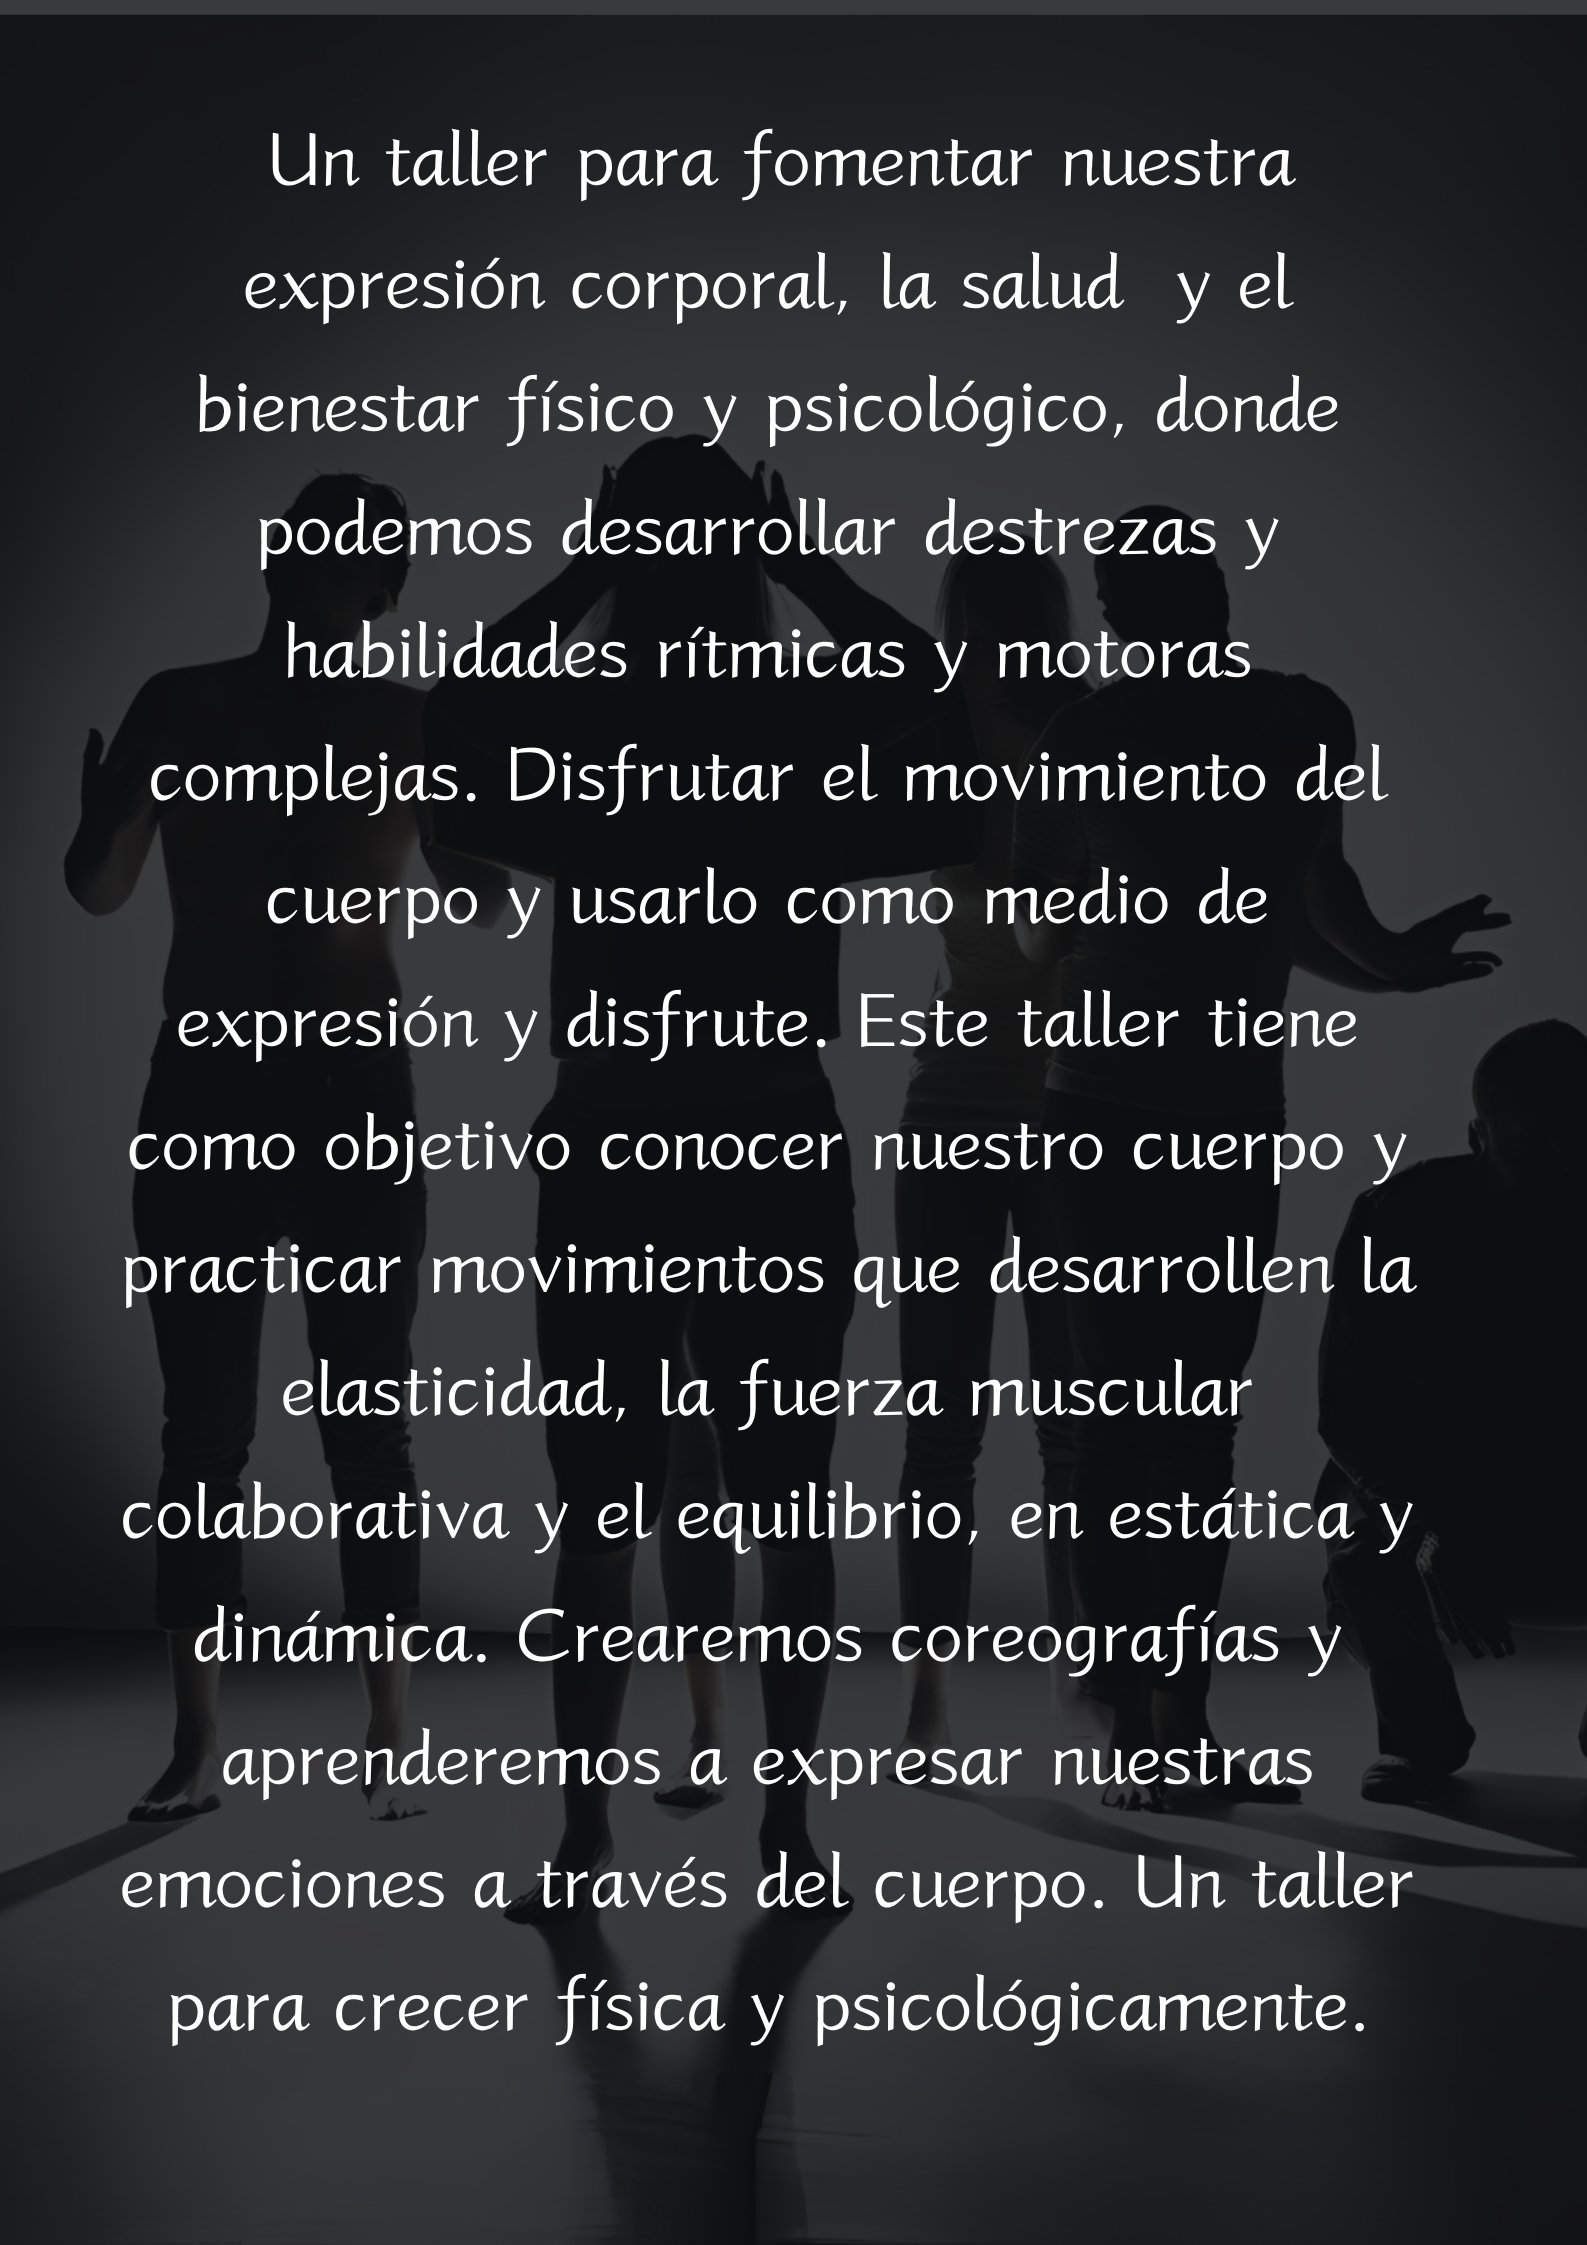 Un taller para fomentar nuestra
expresión corporal, la salud  y el
bienestar físico y psicológico, donde
podemos desarrollar destrezas y
habilidades rítmicas y motoras
complejas. Disfrutar el movimiento del
cuerpo y usarlo como medio de
expresión y disfrute. Este taller tiene
como objetivo conocer nuestro cuerpo y
practicar movimientos que desarrollen la
elasticidad, la fuerza muscular
colaborativa y el equilibrio, en estática y
dinámica. Crearemos coreografías y
aprenderemos a expresar nuestras
emociones a través del cuerpo. Un taller
para crecer física y psicológicamente.